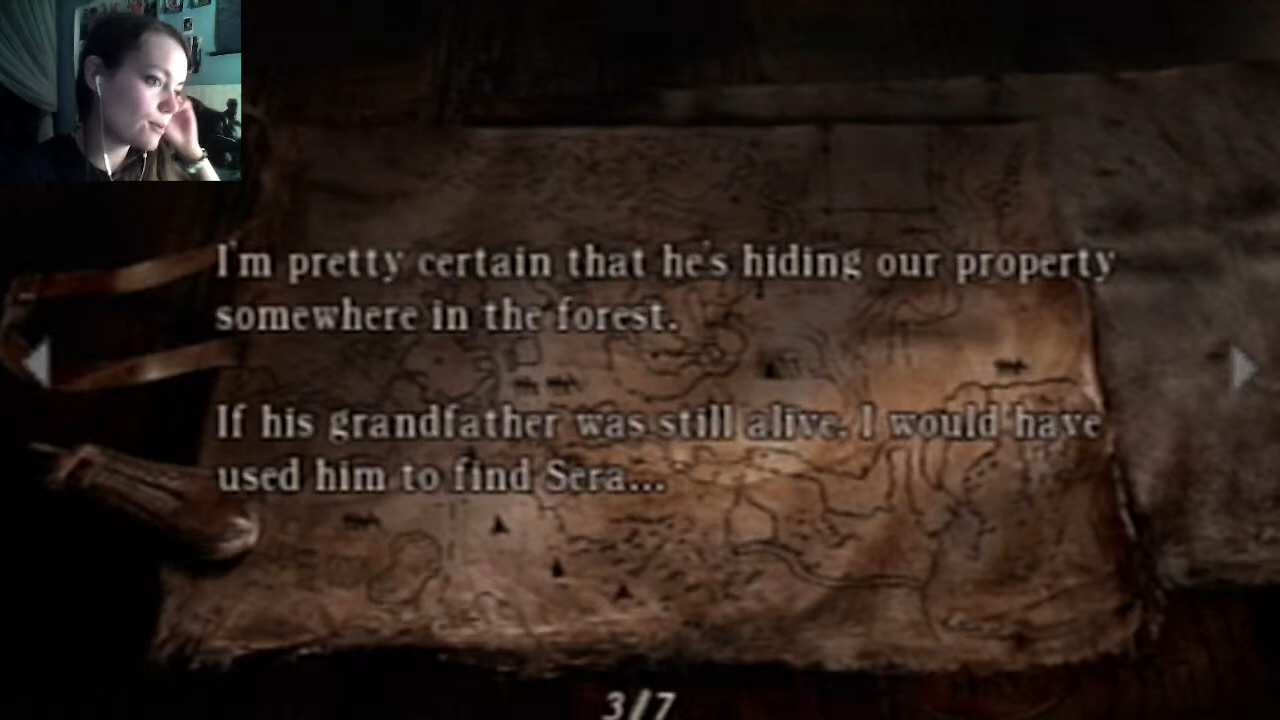 I'm pretty certain that he's hiding our property
somewhere in the forest.
If his grandfather was still alive, I would have
used him to find Sera...
3/7